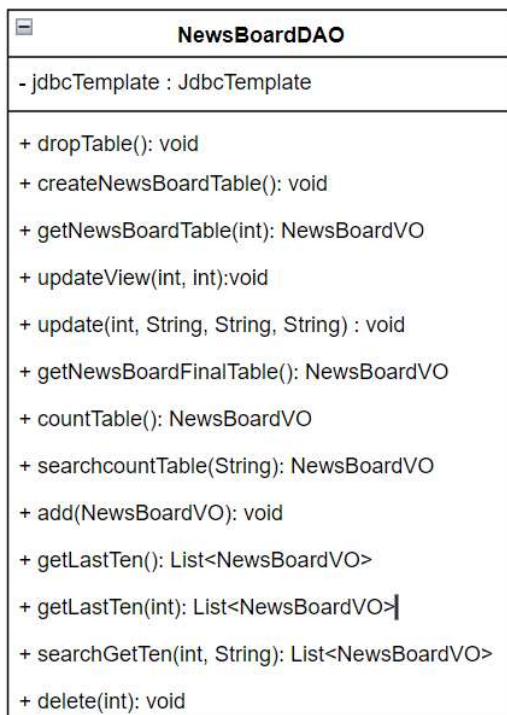 NewsBoardDAO
- jdbcTemplate : JdbcTemplate
+ dropTable(): void
+ createNewsBoardTable(): void
+ getNewsBoardTable(int): NewsBoardVO
+ updateView(int, int):void
+ update(int, String, String, String) : void
+ getNewsBoardFinalTable(): NewsBoardVO
+ countTable(): NewsBoardVO
+ searchcountTable(String): NewsBoardVO
+ add(NewsBoardVO): void
+ getLastTen(): List<NewsBoardVO>
+ getLastTen(int): List<NewsBoardVO>
+ searchGetTen(int, String): List<NewsBoardVO>
+ delete(int): void